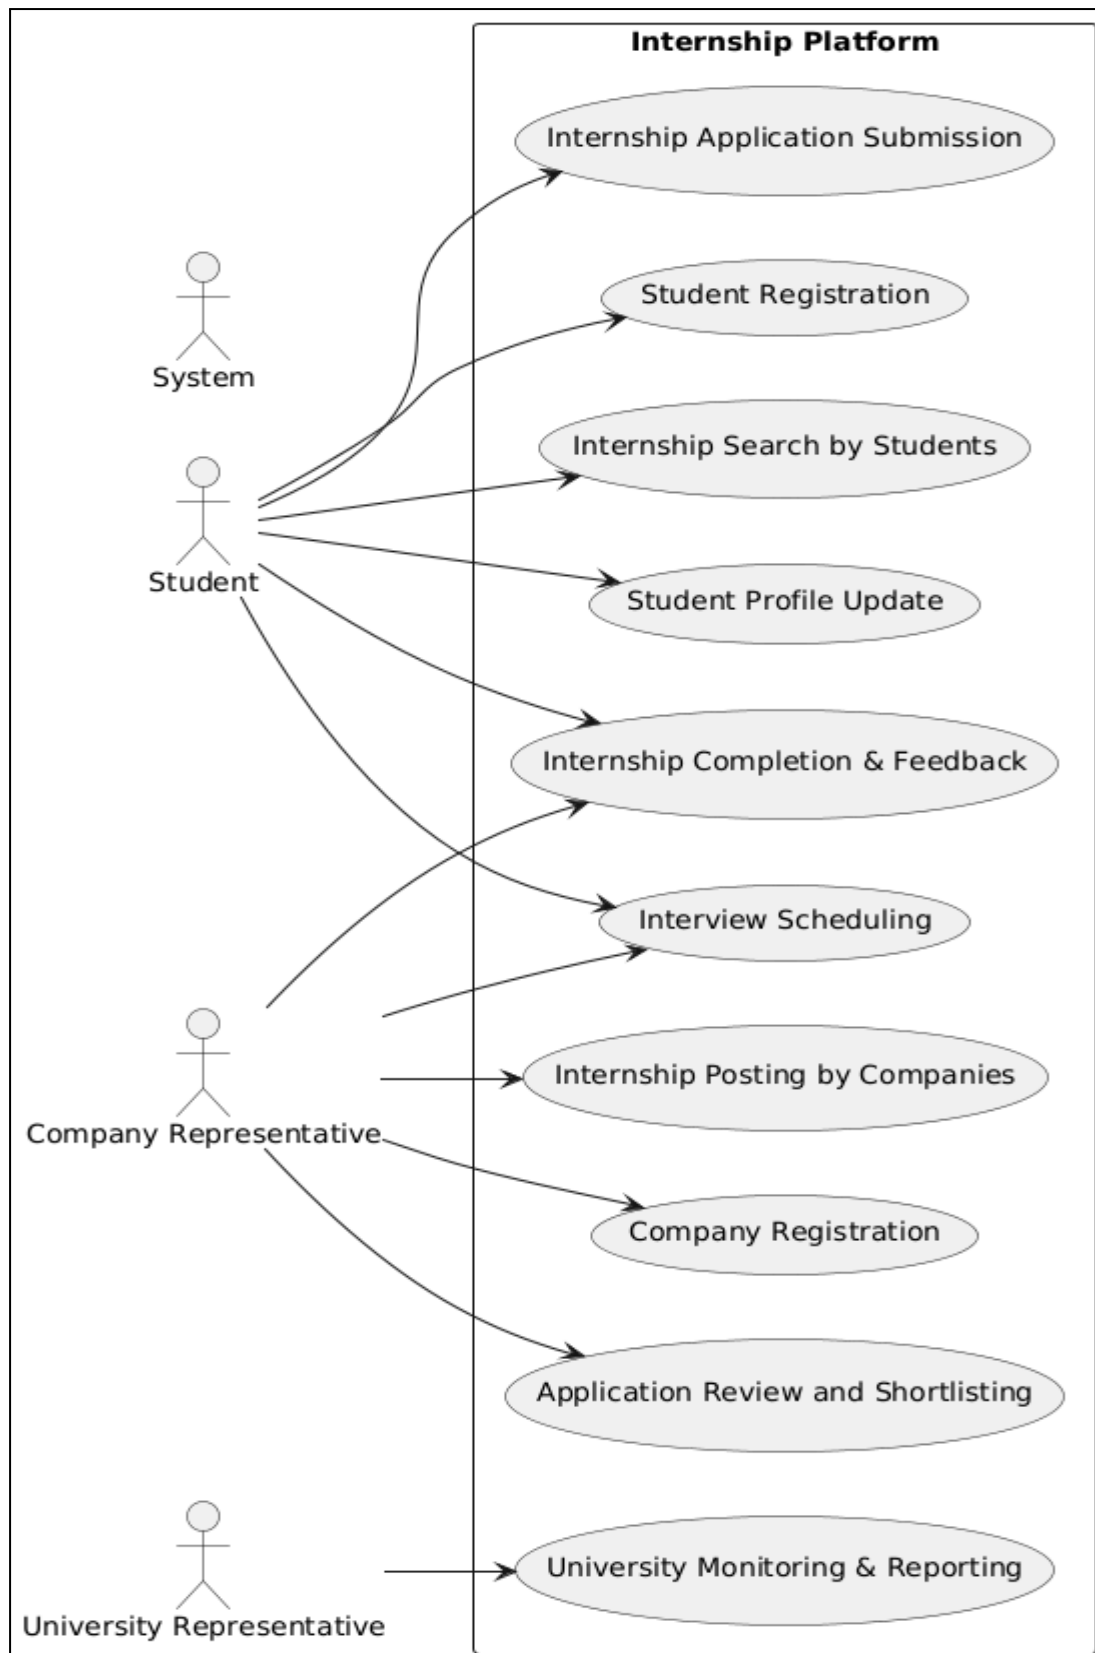 Internship Platform
Internship Application Submission
Student Registration
System
Internship Search by Students
Student
Student Profile Update
Internship Completion & Feedback
Interview Scheduling
Internship Posting by Companies
Company Representative
Company Registration
Application Review and Shortlisting
University Monitoring & Reporting
University Representative